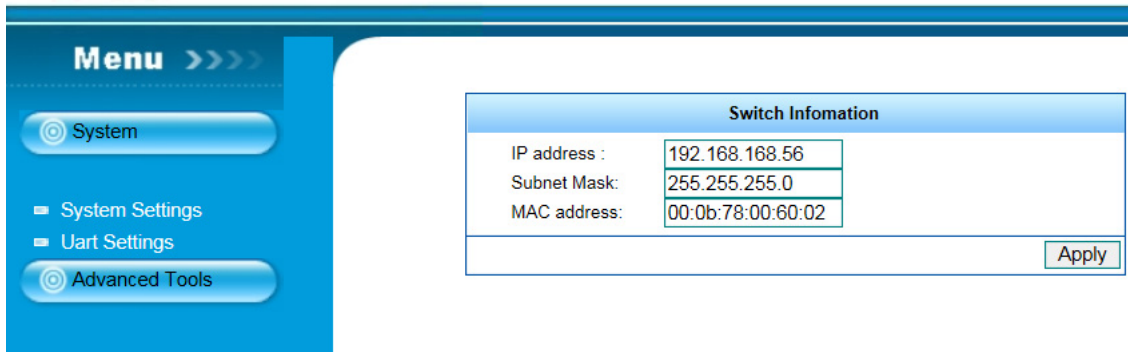 Menu
System
System Settings
Uart Settings
Advanced Tools
Switch Infomation
IP address : 192.168.168.56
Subnet Mask: 255.255.255.0
MAC address: 00:0b:78:00:60:02
Apply